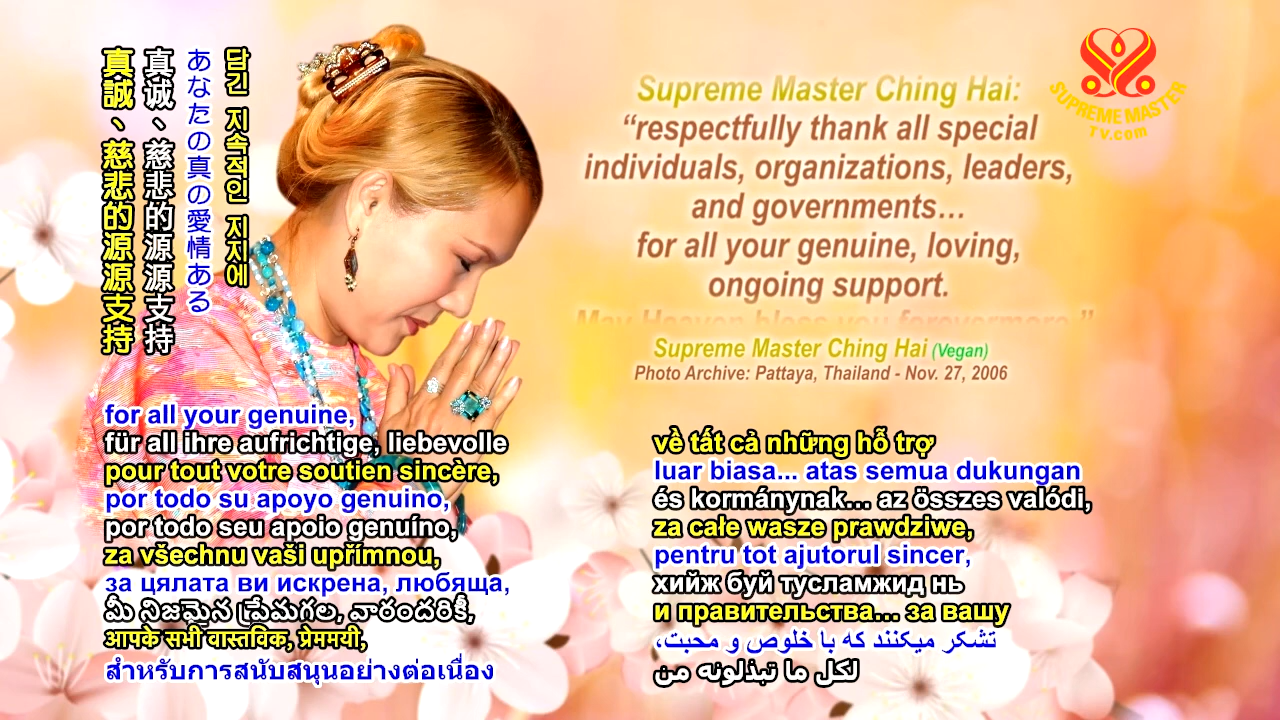 真誠、慈悲的源源支持
真诚、慈悲的源源支持
あなたの真の愛情ある
담긴 지속적인 지지에
Supreme Master Ching Hai:
“respectfully thank all special
individuals, organizations, leaders,
and governments…
for all your genuine, loving,
ongoing support.
May Heaven bless you forevermore.”
Supreme Master Ching Hai (Vegan)
Photo Archive: Pattaya, Thailand - Nov. 27, 2006
SUPREME MASTER
TV.com
for all your genuine,
für all ihre aufrichtige, liebevolle
pour tout votre soutien sincère,
por todo su apoyo genuino,
por todo seu apoio genuíno,
za všechnu vaši upřímnou,
за цялата ви искрена, любяща,
మీ నిజమైన ప్రేమగల, వారందరికీ,
आपके सभी वास्तविक, प्रेममयी,
สำหรับการสนับสนุนอย่างต่อเนื่อง
về tất cả những hỗ trợ
luar biasa... atas semua dukungan
és kormánynak... az összes valódi,
za całe wasze prawdziwe,
pentru tot ajutorul sincer,
хийж буй тусламжид нь
и правительства... за вашу
تشکر میکنند که با خلوص و محبت،
لكل ما تبذلونه من